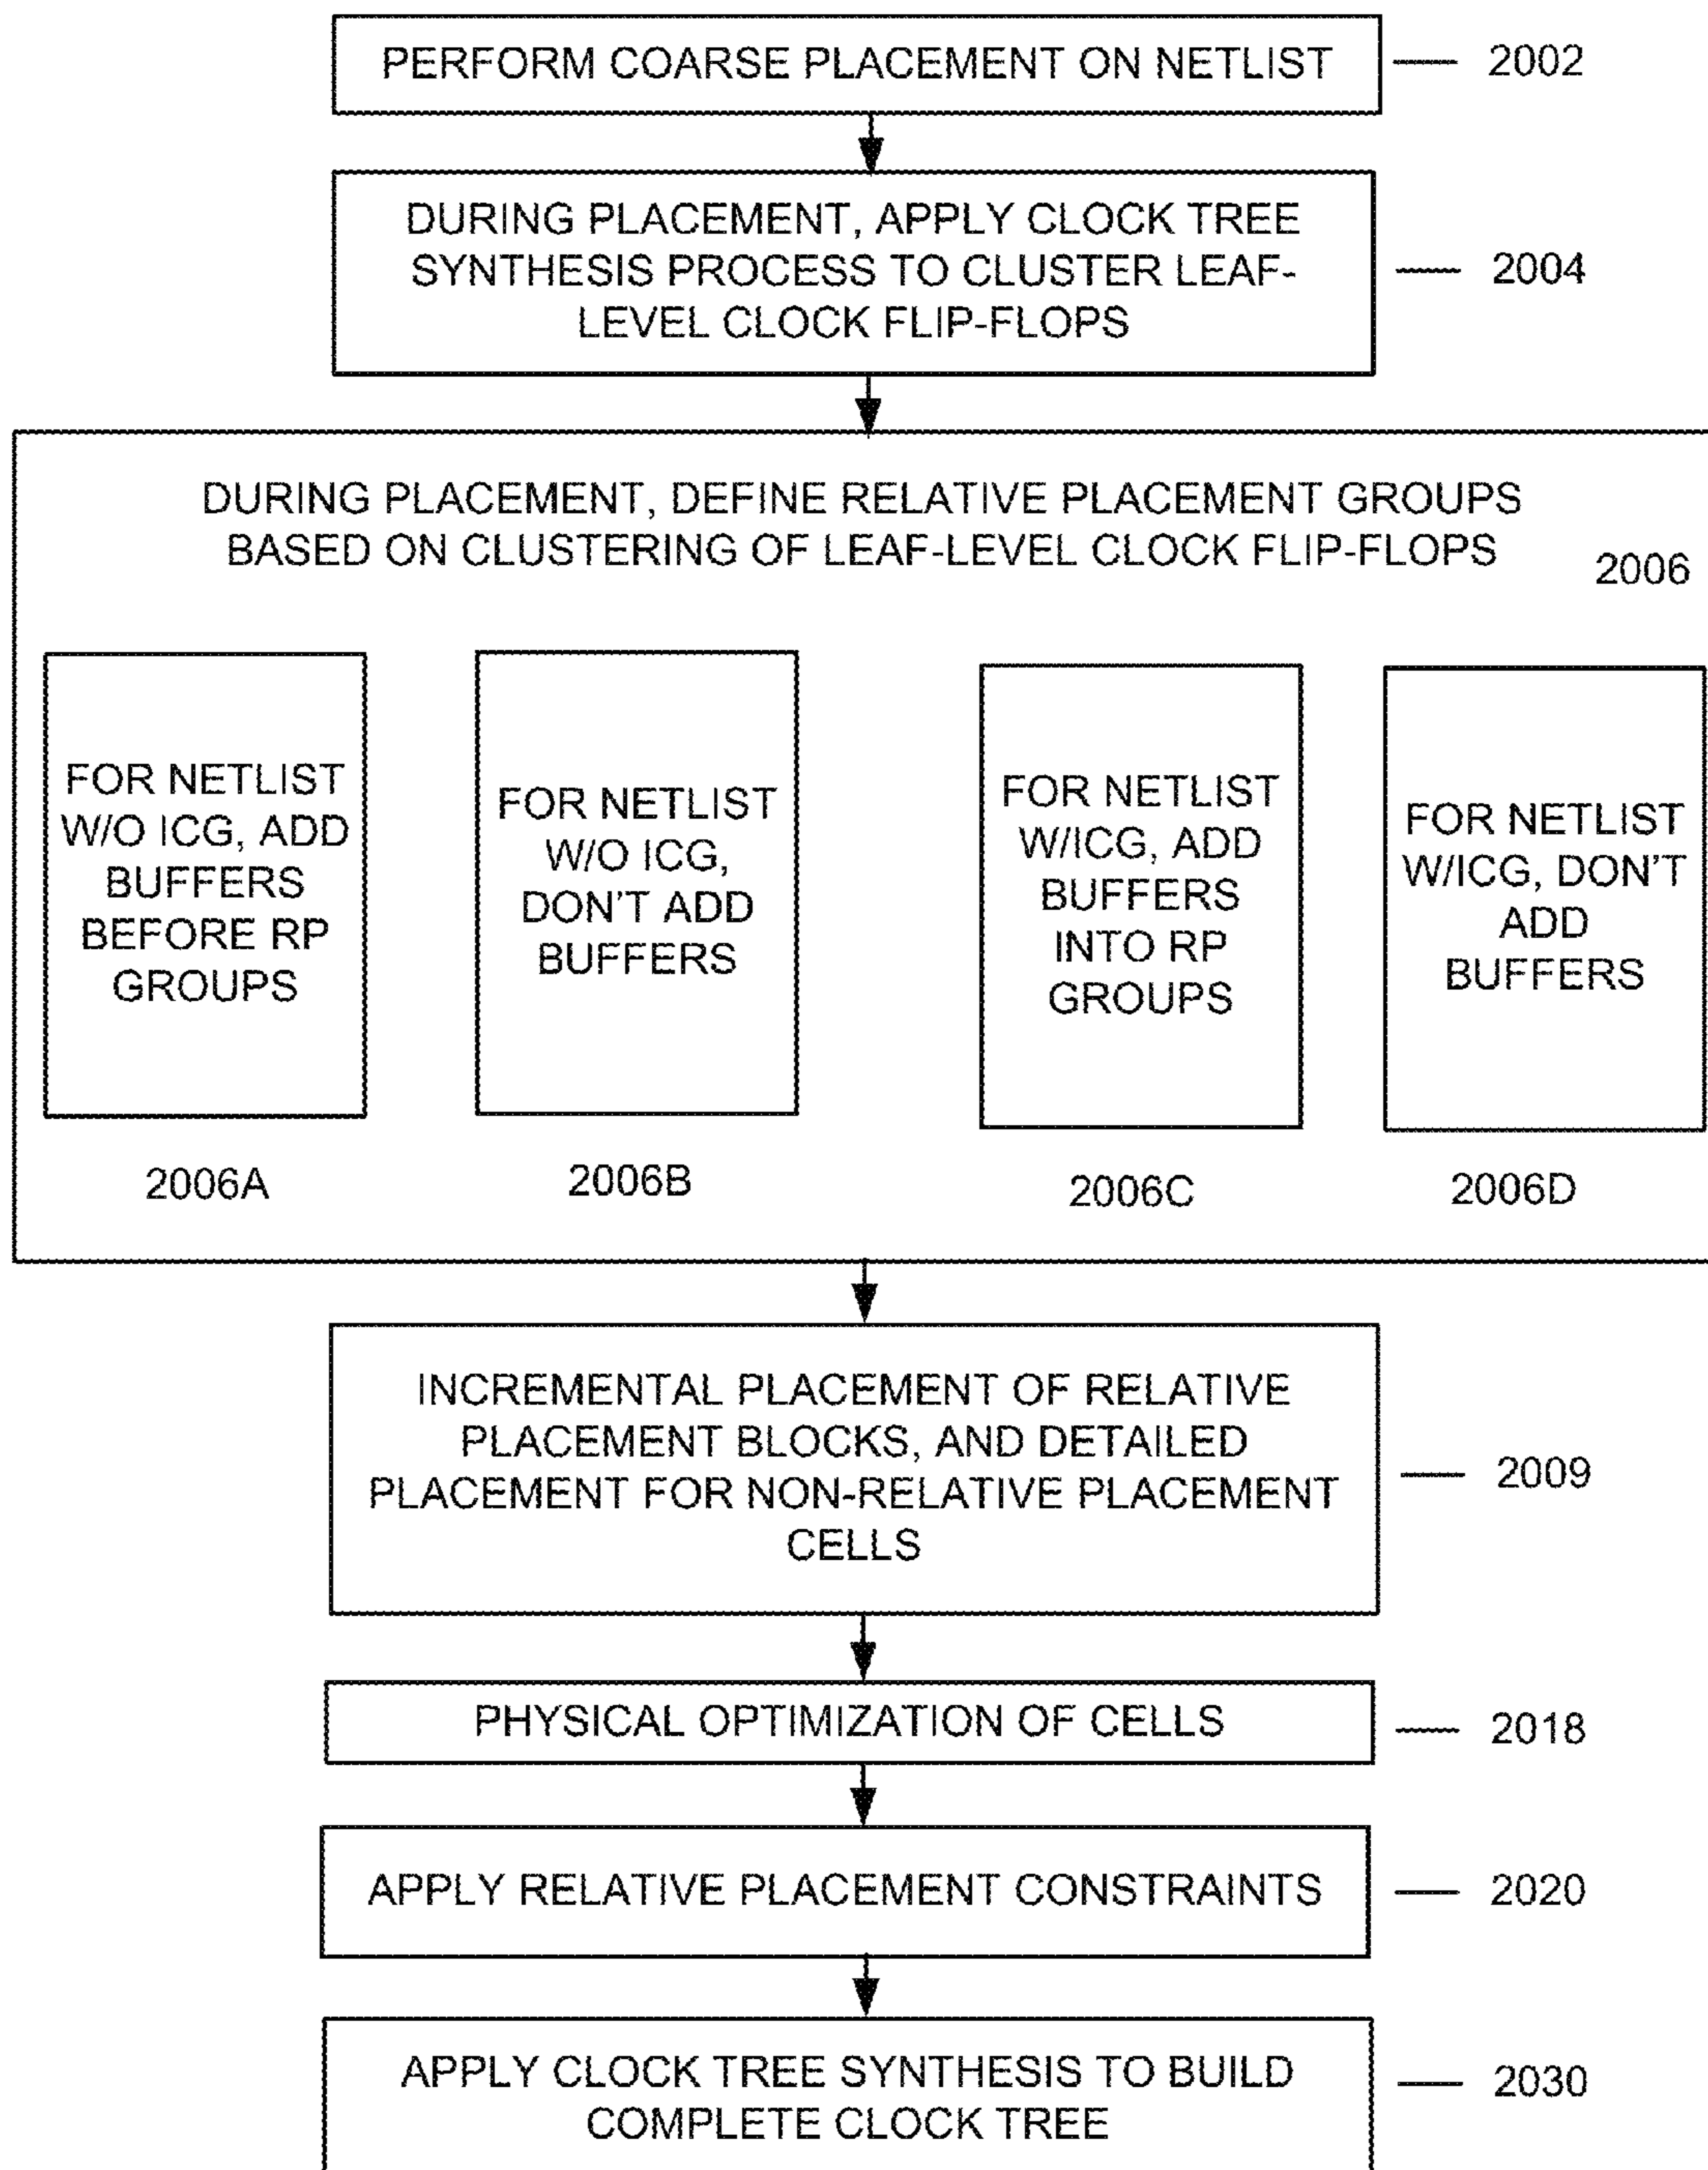 PERFORM COARSE PLACEMENT ON NETLIST
2002
DURING PLACEMENT, APPLY CLOCK TREE
SYNTHESIS PROCESS TO CLUSTER LEAF-
LEVEL CLOCK FLIP-FLOPS
2004
DURING PLACEMENT, DEFINE RELATIVE PLACEMENT GROUPS
BASED ON CLUSTERING OF LEAF-LEVEL CLOCK FLIP-FLOPS
2006
FOR NETLIST
W/O ICG, ADD
BUFFERS
BEFORE RP
GROUPS
2006A
FOR NETLIST
W/O ICG,
DON'T ADD
BUFFERS
2006B
FOR NETLIST
W/ICG, ADD
BUFFERS
INTO RP
GROUPS
2006C
FOR NETLIST
W/ICG, DON'T
ADD
BUFFERS
2006D
INCREMENTAL PLACEMENT OF RELATIVE
PLACEMENT BLOCKS, AND DETAILED
PLACEMENT FOR NON-RELATIVE PLACEMENT
CELLS
2009
PHYSICAL OPTIMIZATION OF CELLS
2018
APPLY RELATIVE PLACEMENT CONSTRAINTS
2020
APPLY CLOCK TREE SYNTHESIS TO BUILD
COMPLETE CLOCK TREE
2030